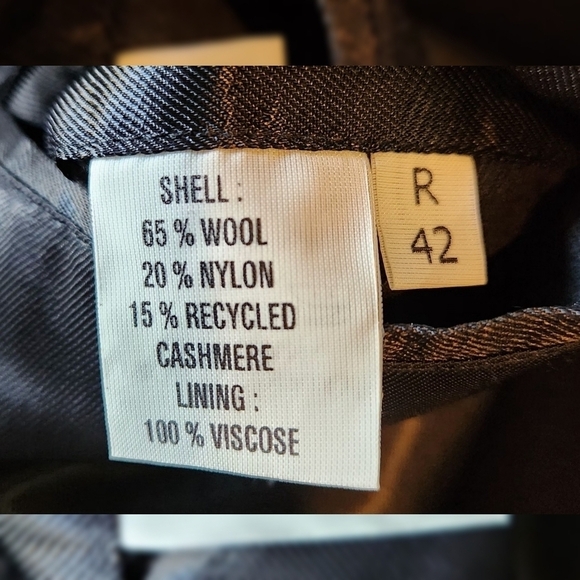 SHELL :
65 % WOOL
20 % NYLON
15 % RECYCLED
CASHMERE
LINING :
100 % VISCOSE
R
42